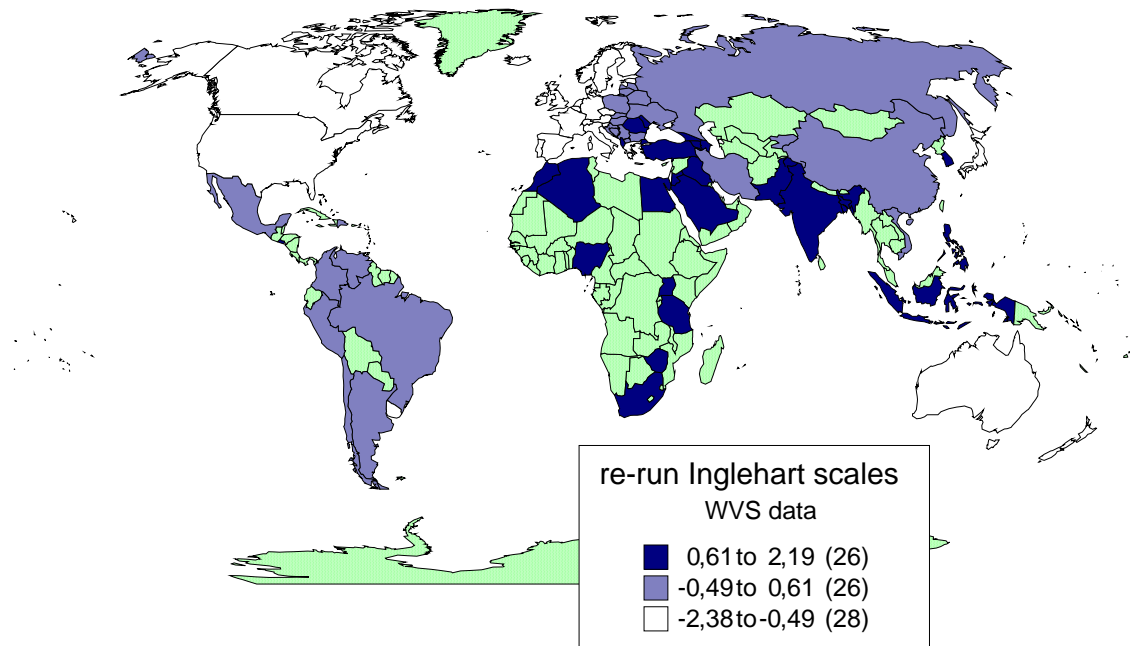 re-run Inglehart scales
WVS data
0,61 to 2,19 (26)
-0,49 to 0,61 (26)
-2,38 to -0,49 (28)